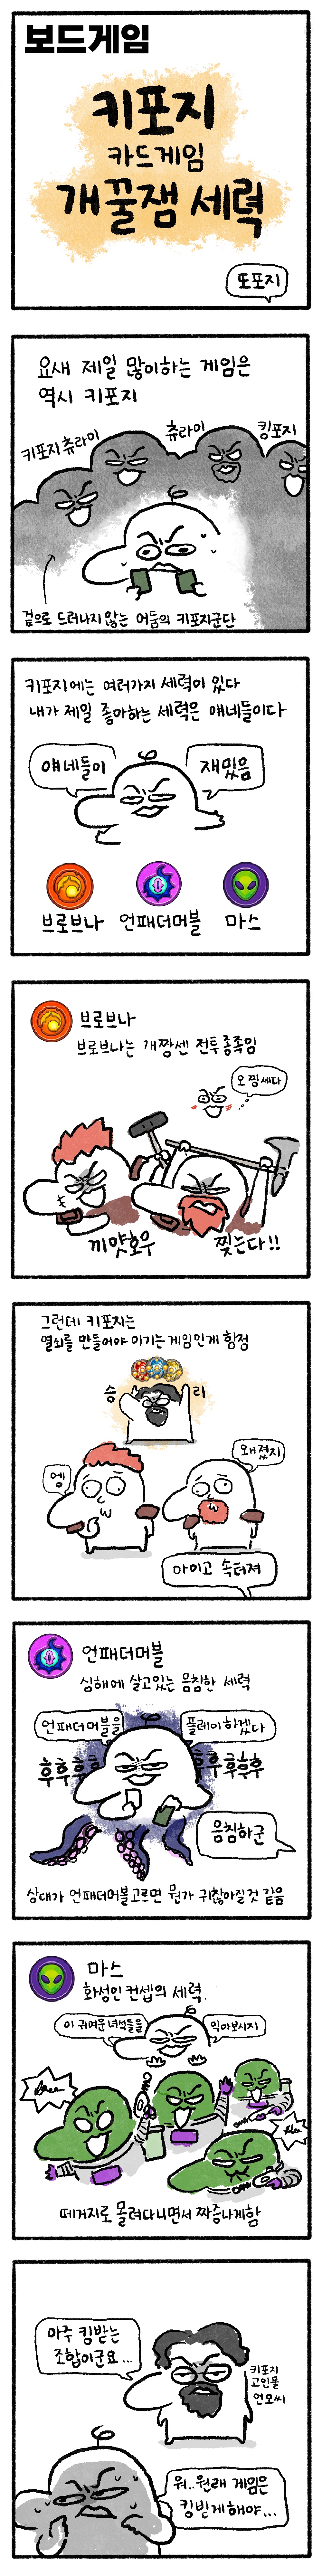 보드게임
키포지
카드게임
개꿀잼 세력
또포지
요새 제일 많이하는 게임은
역시 키포지
키포지 츄라이
츄라이
킹포지
겉으로 드러나지 않는 어둠의 키포지군단
키포지에는 여러가지 세력이 있다
내가 제일 좋아하는 세력은 얘네들이다
얘네들이
재밌음
브로브나
언패더머블
마스
브로브나
브로브나는 개짱센 전투종족임
오 짱세다
끼얏호우
찢는다!!
그런데 키포지는
열쇠를 만들어야 이기는 게임인게 함정
승
리
엥
왜 졌지
아이고 속터져
언패더머블
심해에 살고있는 음침한 세력
언패더머블을
플레이하겠다
후후후후
후후후후후
음침하군
상대가 언패더머블고르면 뭔가 귀찮아질것 같음
마스
화성인 컨셉의 세력.
이 귀여운 녀석들을
막아보시지
떼거지로 몰려다니면서 짜증나게함
아주 킹받는
조합이군요...
키포지
고인물
언모씨
뭐..원래 게임은
킹받게해야...